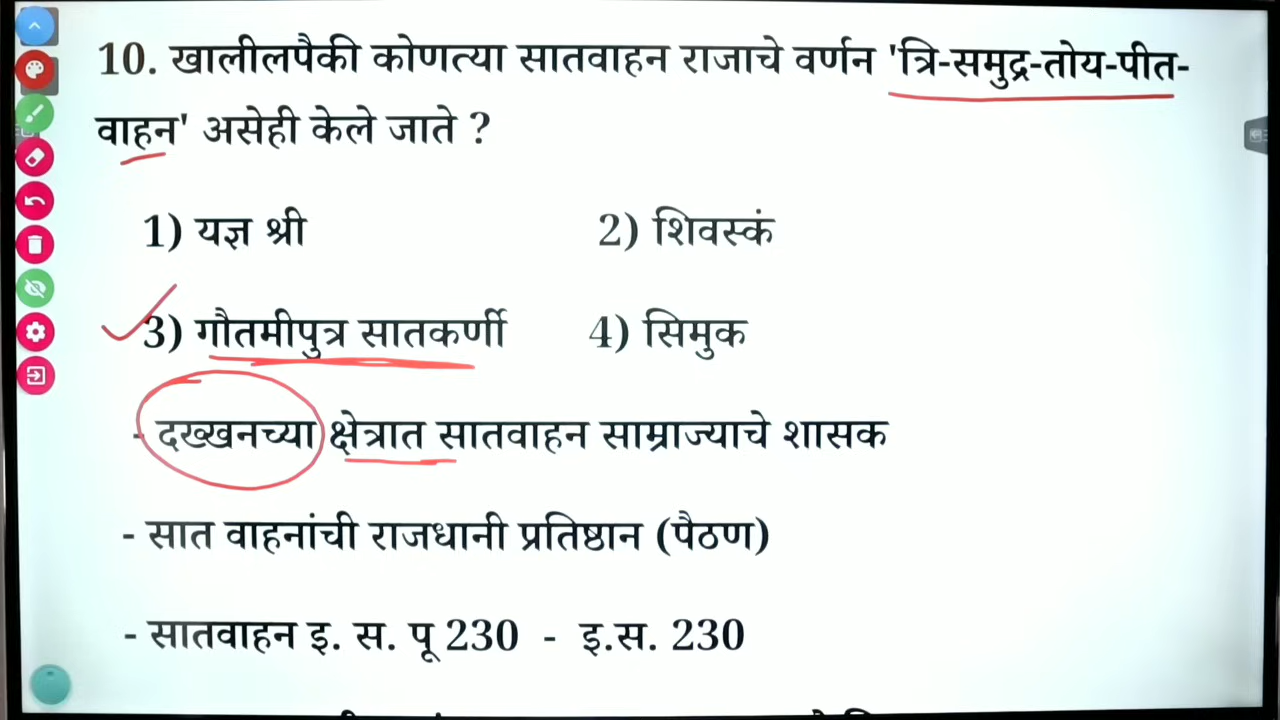 10. खालीलपैकी कोणत्या सातवाहन राजाचे वर्णन 'त्रि-समुद्र-तोय-पीत-
वाहन' असेही केले जाते ?
1) यज्ञ श्री 2) शिवस्कं
3) गौतमीपुत्र सातकर्णी 4) सिमुक
- दख्खनच्या क्षेत्रात सातवाहन साम्राज्याचे शासक
- सात वाहनांची राजधानी प्रतिष्ठान (पैठण)
- सातवाहन इ. स. पू 230 - इ.स. 230